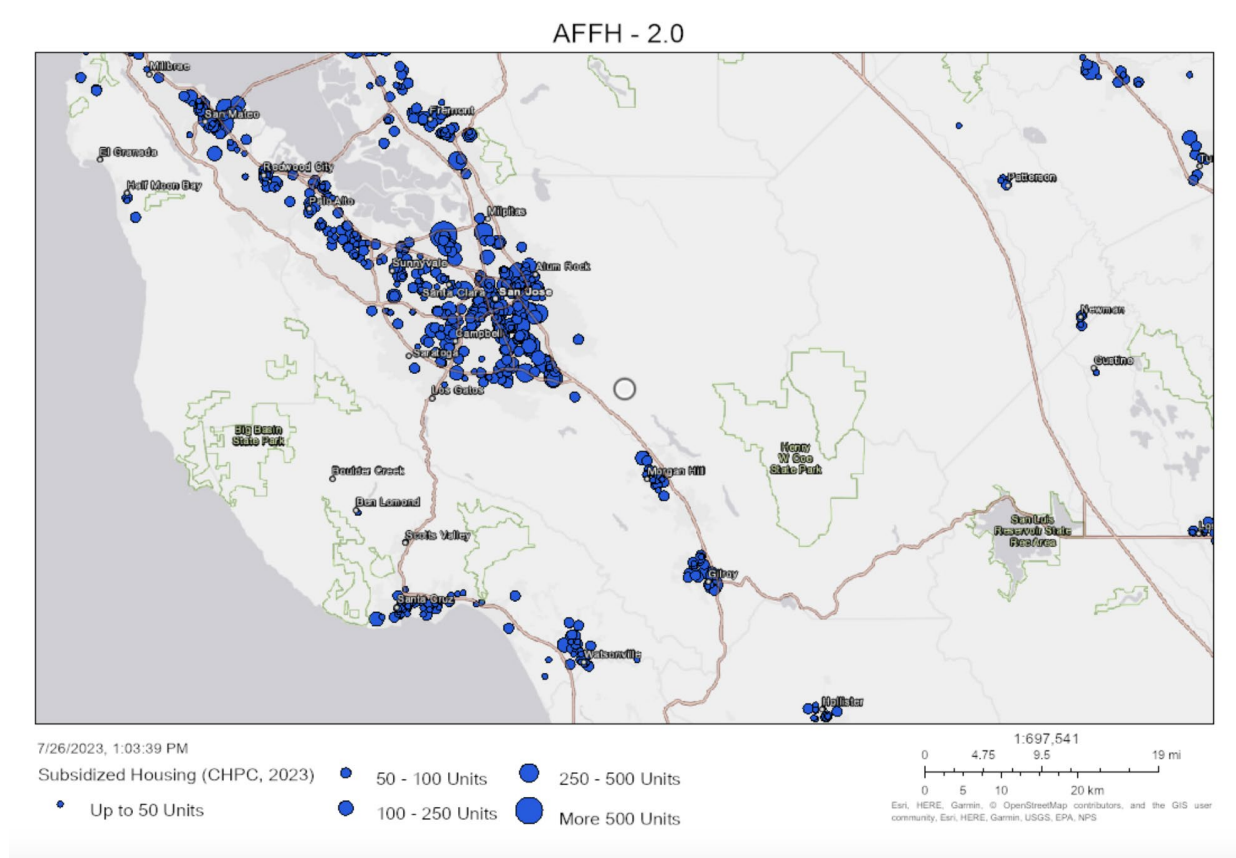 AFFH - 2.0
Millbrae
San Mateo
Fremont
El Granada
Redwood City
Half Moon Bay
Palo Alto
Milpitas
Patterson
Sunnyvale
Alum Rock
Santa Clara
San Jose
Newman
Campbell
Saratoga
Gustine
Los Gatos
Big Basin
State Park
Henry
W Coe
State Park
Boulder Creek
Morgan Hill
Ben Lomond
San Luis
Reservoir State
Rec Area
Scotts Valley
Gilroy
Santa Cruz
Watsonville
Hollister
7/26/2023, 1:03:39 PM
Subsidized Housing (CHPC, 2023)
Up to 50 Units
50 - 100 Units
100 - 250 Units
250 - 500 Units
More 500 Units
1:697,541
0 4.75 9.5 19 mi
0 5 10 20 km
Esri, HERE, Garmin, © OpenStreetMap contributors, and the GIS user
community, Esri, HERE, Garmin, USGS, EPA, NPS